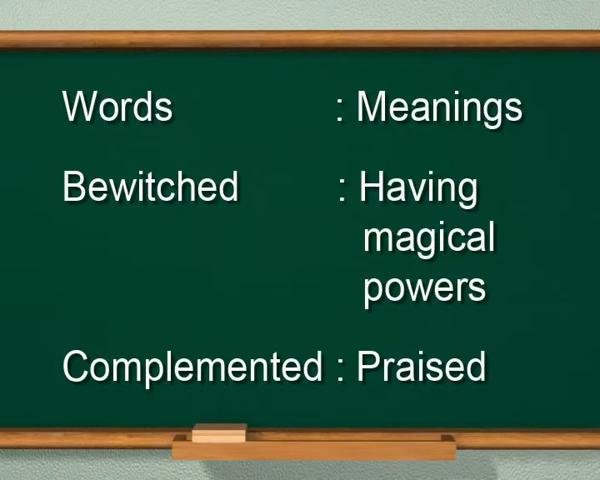 Words : Meanings
Bewitched : Having
magical
powers
Complemented : Praised